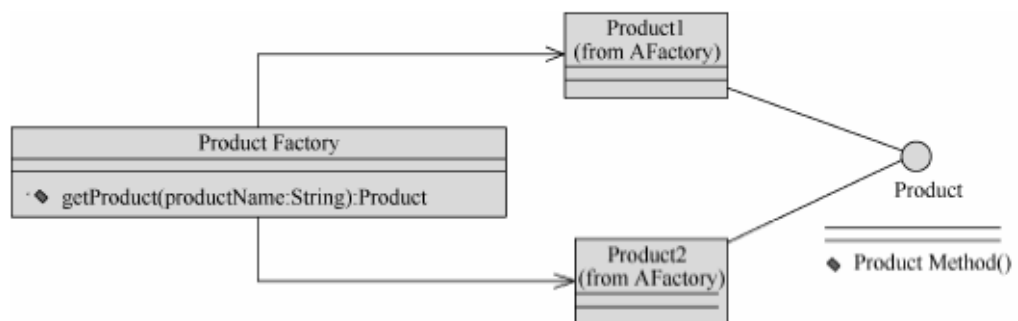 Product1
(from AFactory)
Product Factory
getProduct(productName:String):Product
Product
Product2
(from AFactory)
Product Method()